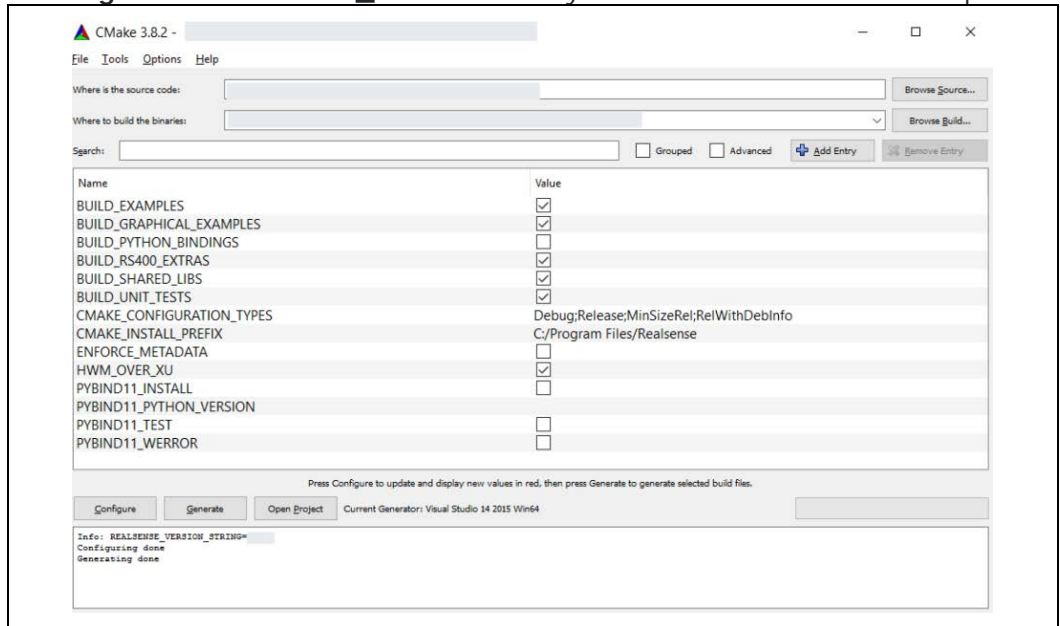 CMake 3.8.2 -
File Tools Options Help
Where is the source code: Browse Source...
Where to build the binaries: Browse Build...
Search: Grouped Advanced Add Entry Remove Entry
Name Value
BUILD_EXAMPLES
BUILD_GRAPHICAL_EXAMPLES
BUILD_PYTHON_BINDINGS
BUILD_RS400_EXTRAS
BUILD_SHARED_LIBS
BUILD_UNIT_TESTS
CMAKE_CONFIGURATION_TYPES Debug;Release;MinSizeRel;RelWithDebInfo
CMAKE_INSTALL_PREFIX C:/Program Files/Realsense
ENFORCE_METADATA
HWM_OVER_XU
PYBIND11_INSTALL
PYBIND11_PYTHON_VERSION
PYBIND11_TEST
PYBIND11_WERROR
Press Configure to update and display new values in red, then press Generate to generate selected build files.
Configure Generate Open Project Current Generator: Visual Studio 14 2015 Win64
Info: REALSENSE_VERSION_STRING=
Configuring done
Generating done